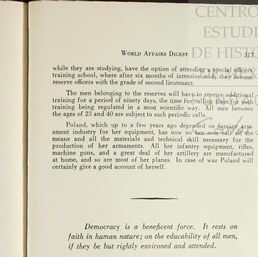 CENTRO
ESTUDI
DE HIST
WORLD AFFAIRS DIGEST 317
while they are studying, have the option of attending a special officers'
training school, where after six months of intensive study they become
reserve officers with the grade of second lieutenant.
The men belonging to the reserves will have to receive additional
training for a period of ninety days, the time for calling them for such
training being regulated in a most scientific way. All men between
the ages of 23 and 40 are subject to such periodic calls.
Poland, which up to a few years ago depended on foreign arm-
ament industry for her equipment, has now on her own soil all the
means and all the materials and technical skill necessary for the
production of her armaments. All her infantry equipment, rifles,
machine guns, and a great deal of her artillery are manufactured
at home, and so are most of her planes. In case of war Poland will
certainly give a good account of herself.
Democracy is a beneficent force. It rests on
faith in human nature; on the educability of all men,
if they be but rightly environed and attended.